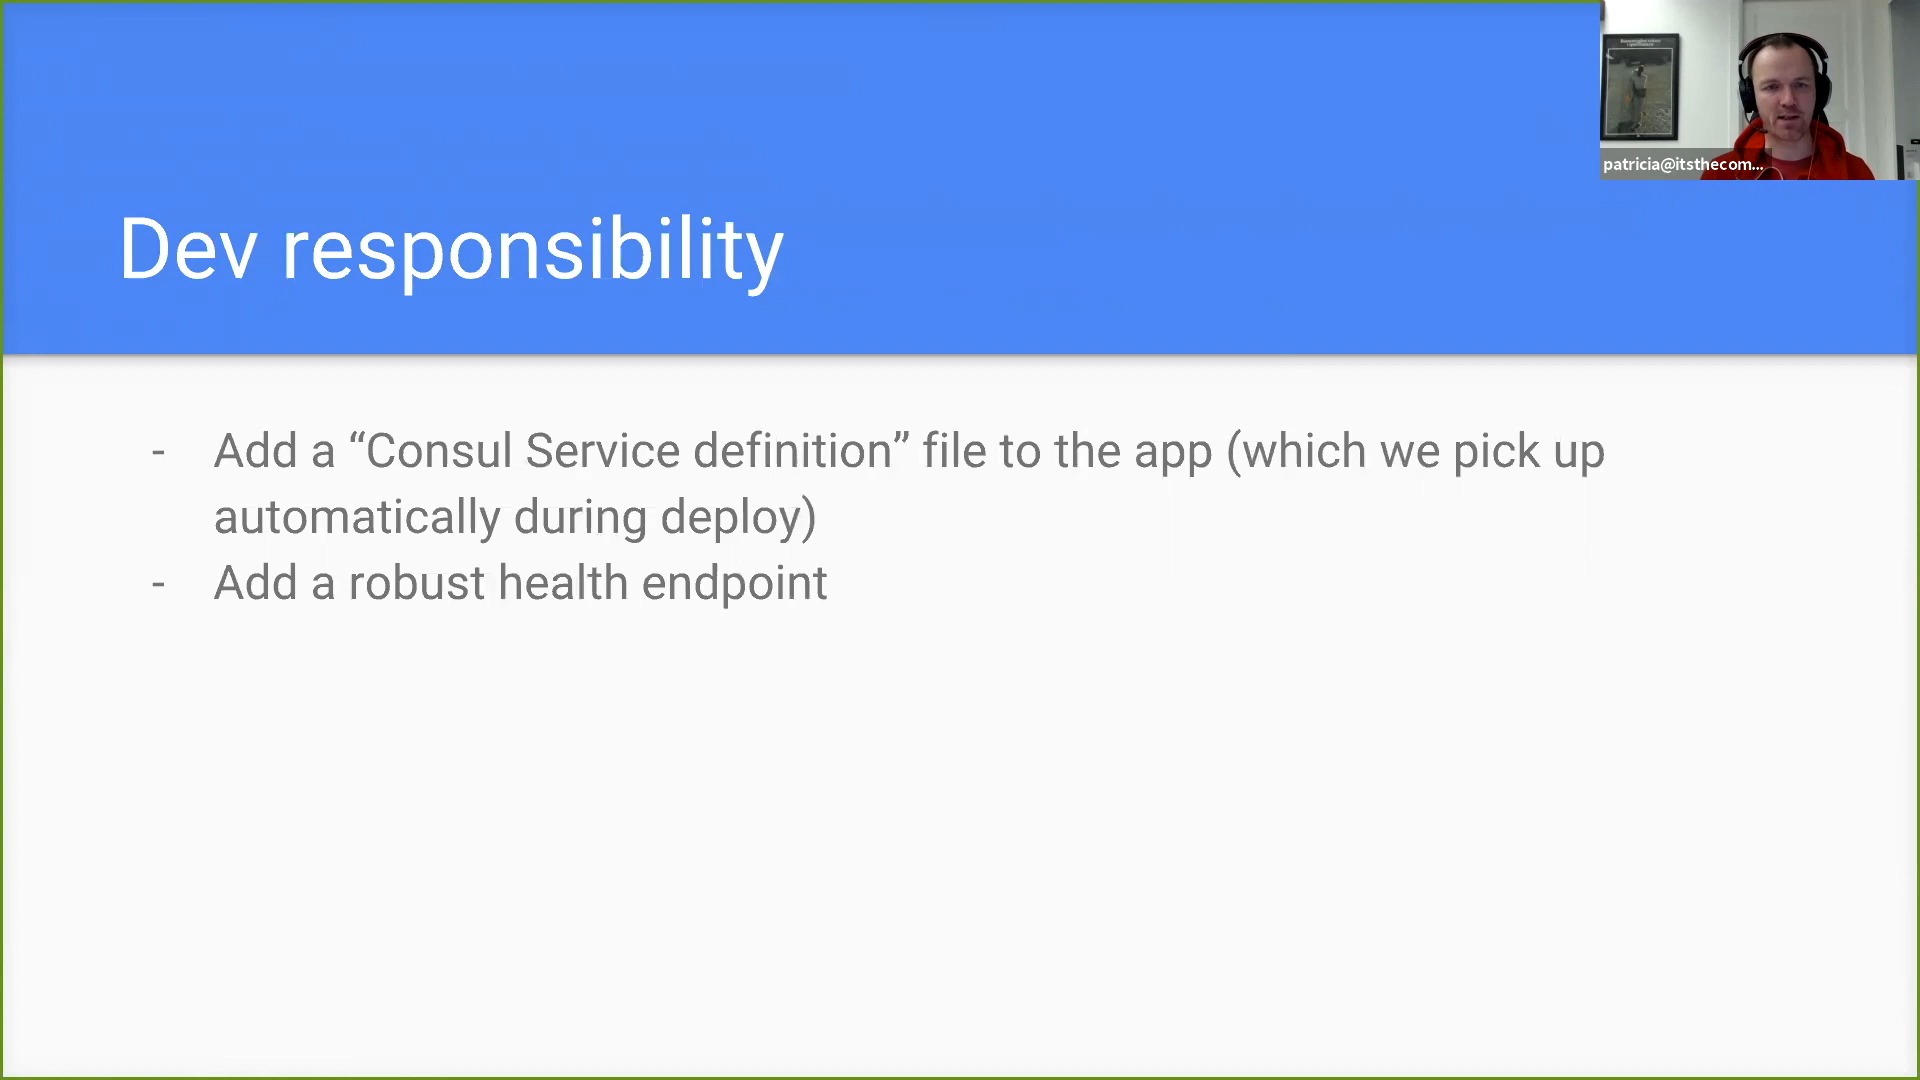 patricia@itsthecom...
Dev responsibility
- Add a “Consul Service definition” file to the app (which we pick up
automatically during deploy)
- Add a robust health endpoint